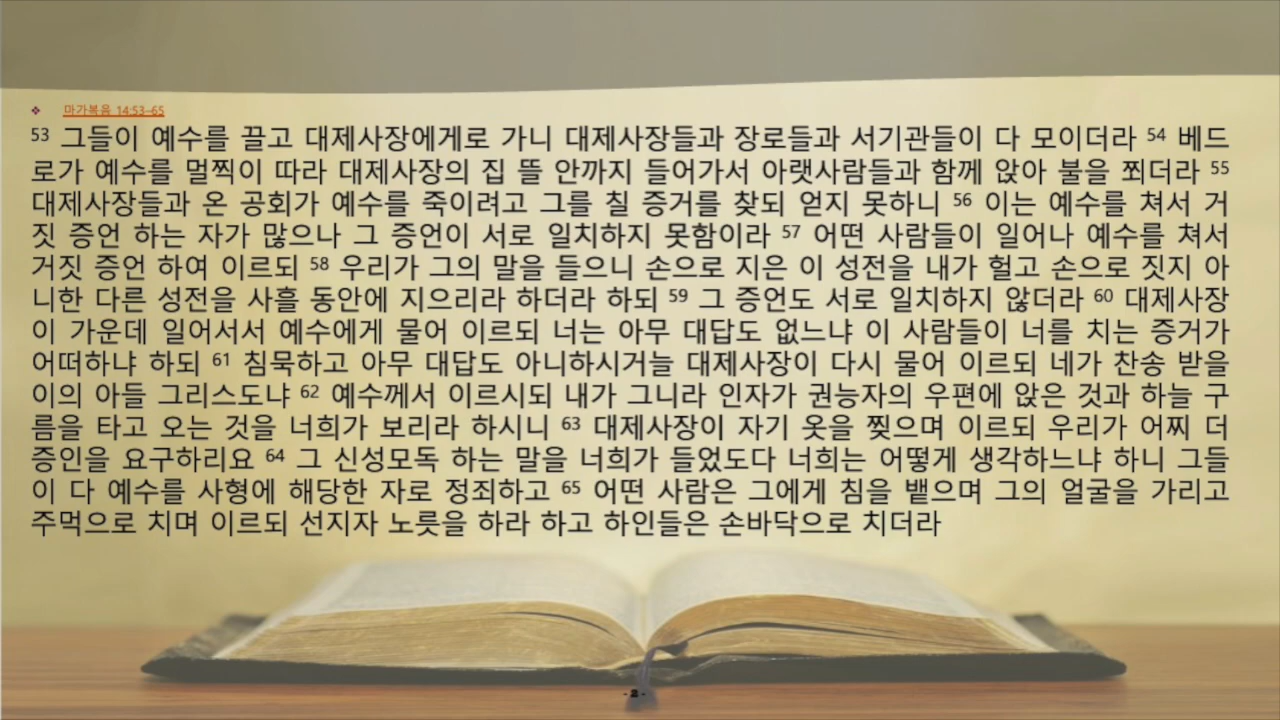 ❖ 마가복음 14:53–65
53 그들이 예수를 끌고 대제사장에게로 가니 대제사장들과 장로들과 서기관들이 다 모이더라 54 베드
로가 예수를 멀찍이 따라 대제사장의 집 뜰 안까지 들어가서 아랫사람들과 함께 앉아 불을 쬐더라 55
대제사장들과 온 공회가 예수를 죽이려고 그를 칠 증거를 찾되 얻지 못하니 56 이는 예수를 쳐서 거
짓 증언 하는 자가 많으나 그 증언이 서로 일치하지 못함이라 57 어떤 사람들이 일어나 예수를 쳐서
거짓 증언 하여 이르되 58 우리가 그의 말을 들으니 손으로 지은 이 성전을 내가 헐고 손으로 짓지 아
니한 다른 성전을 사흘 동안에 지으리라 하더라 하되 59 그 증언도 서로 일치하지 않더라 60 대제사장
이 가운데 일어서서 예수에게 물어 이르되 너는 아무 대답도 없느냐 이 사람들이 너를 치는 증거가
어떠하냐 하되 61 침묵하고 아무 대답도 아니하시거늘 대제사장이 다시 물어 이르되 네가 찬송 받을
이의 아들 그리스도냐 62 예수께서 이르시되 내가 그니라 인자가 권능자의 우편에 앉은 것과 하늘 구
름을 타고 오는 것을 너희가 보리라 하시니 63 대제사장이 자기 옷을 찢으며 이르되 우리가 어찌 더
증인을 요구하리요 64 그 신성모독 하는 말을 너희가 들었도다 너희는 어떻게 생각하느냐 하니 그들
이 다 예수를 사형에 해당한 자로 정죄하고 65 어떤 사람은 그에게 침을 뱉으며 그의 얼굴을 가리고
주먹으로 치며 이르되 선지자 노릇을 하라 하고 하인들은 손바닥으로 치더라
- 2 -